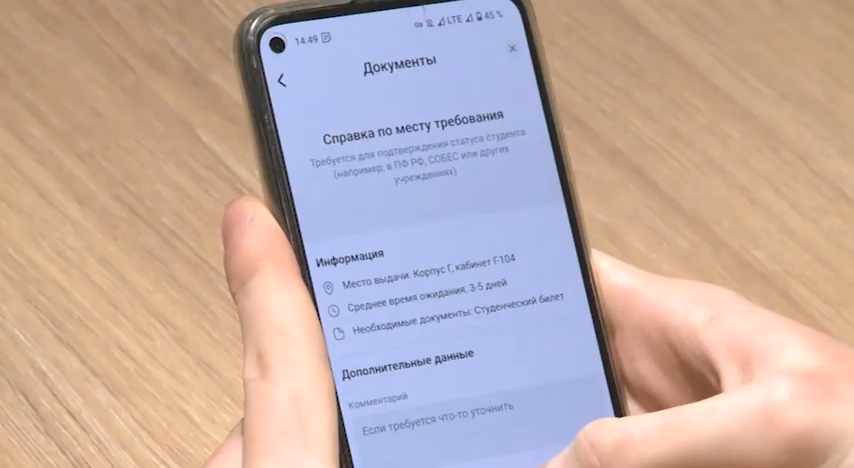 14:49 LTE 45 %
Документы
Справка по месту требования
Требуется для подтверждения статуса студента
(например, в ПФ РФ, СОБЕС или других
учреждениях)
Информация
Место выдачи: Корпус Г, кабинет Г-104
Среднее время ожидания: 3-5 дней
Необходимые документы: Студенческий билет
Дополнительные данные
Комментарий
Если требуется что-то уточнить